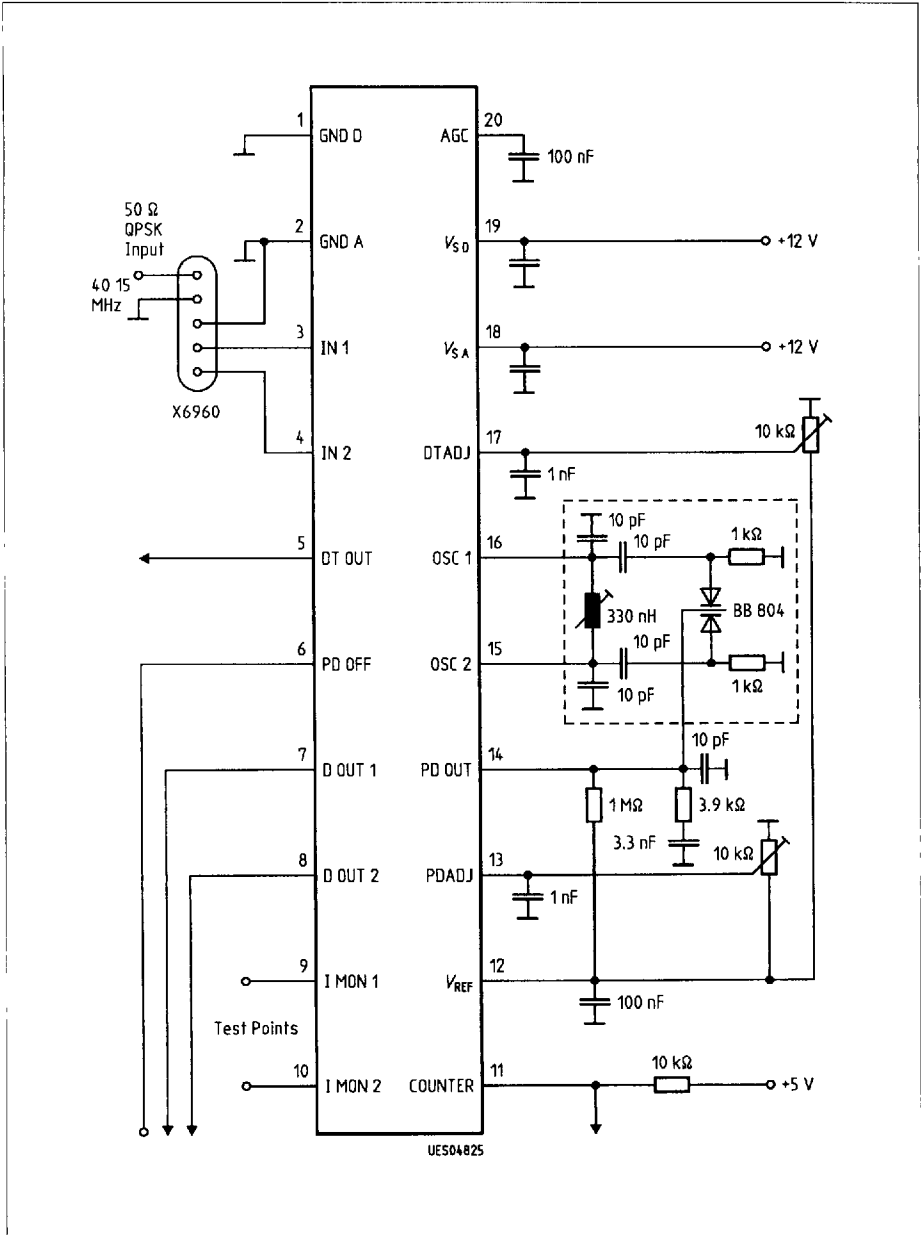 1 GND D
AGC 20
100 nF
50 Ω
QPSK
Input
40 15
MHz
2 GND A
V_SD 19
+12 V
3 IN 1
V_SA 18
+12 V
X6960
4 IN 2
DTADJ 17
1 nF
10 kΩ
5 DT OUT
OSC 1 16
10 pF
10 pF
1 kΩ
330 nH
BB 804
6 PD OFF
OSC 2 15
10 pF
10 pF
1 kΩ
7 D OUT 1
PD OUT 14
10 pF
1 MΩ
3.9 kΩ
3.3 nF
8 D OUT 2
PDADJ 13
1 nF
10 kΩ
9 I MON 1
V_REF 12
100 nF
Test Points
10 I MON 2
COUNTER 11
10 kΩ
+5 V
UES04825